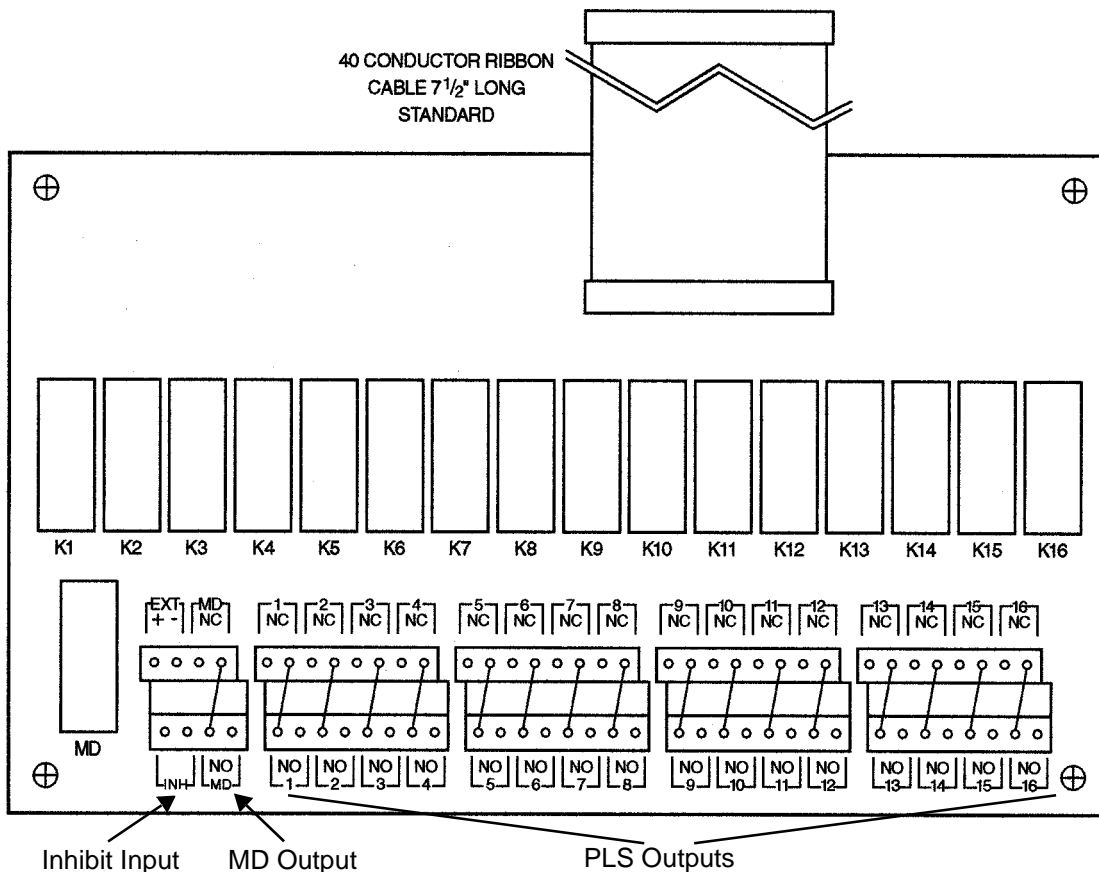 40 CONDUCTOR RIBBON
CABLE 7 1/2" LONG
STANDARD
K1 K2 K3 K4 K5 K6 K7 K8 K9 K10 K11 K12 K13 K14 K15 K16
MD
EXT MD 1 2 3 4 5 6 7 8 9 10 11 12 13 14 15 16
+ - NC NC NC NC NC NC NC NC NC NC NC NC NC NC NC NC NC
NO NO NO NO NO NO NO NO NO NO NO NO NO NO NO NO NO
INH MD 1 2 3 4 5 6 7 8 9 10 11 12 13 14 15 16
Inhibit Input MD Output PLS Outputs